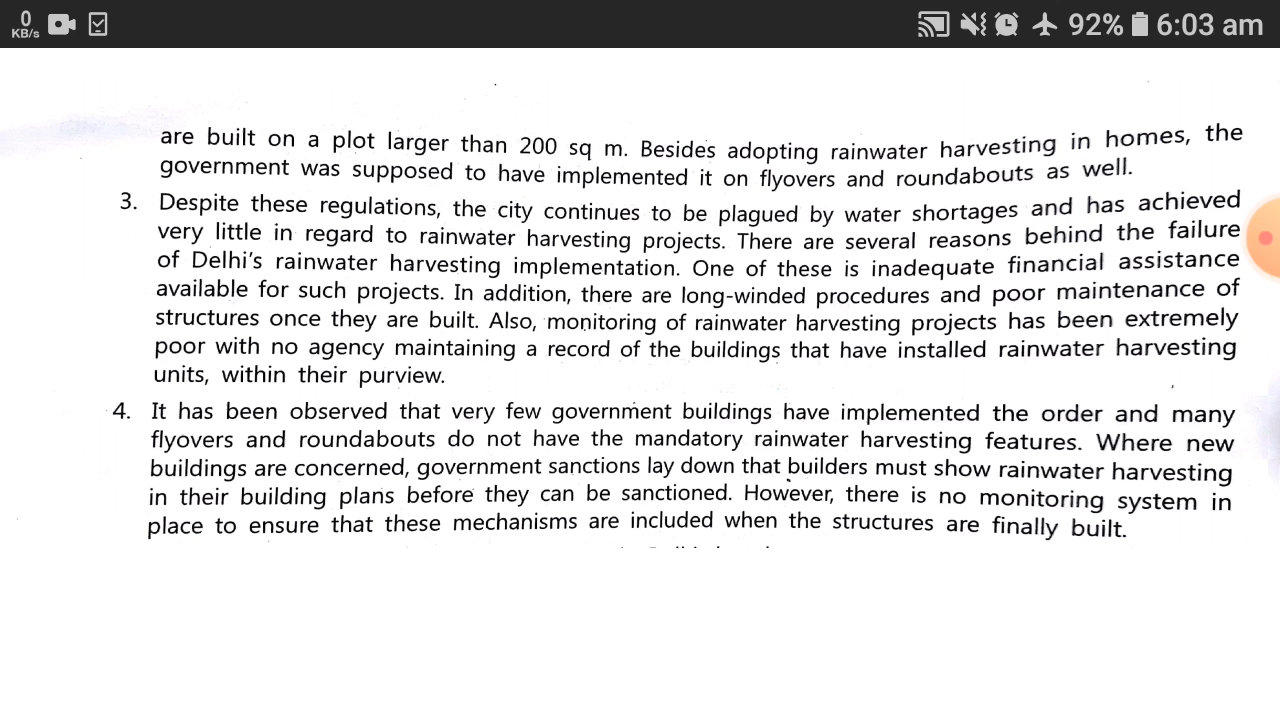 0
KB/s
92% 6:03 am
are built on a plot larger than 200 sq m. Besides adopting rainwater harvesting in homes, the
government was supposed to have implemented it on flyovers and roundabouts as well.
3. Despite these regulations, the city continues to be plagued by water shortages and has achieved
very little in regard to rainwater harvesting projects. There are several reasons behind the failure
of Delhi's rainwater harvesting implementation. One of these is inadequate financial assistance
available for such projects. In addition, there are long-winded procedures and poor maintenance of
structures once they are built. Also, monitoring of rainwater harvesting projects has been extremely
poor with no agency maintaining a record of the buildings that have installed rainwater harvesting
units, within their purview.
4. It has been observed that very few government buildings have implemented the order and many
flyovers and roundabouts do not have the mandatory rainwater harvesting features. Where new
buildings are concerned, government sanctions lay down that builders must show rainwater harvesting
in their building plans before they can be sanctioned. However, there is no monitoring system in
place to ensure that these mechanisms are included when the structures are finally built.